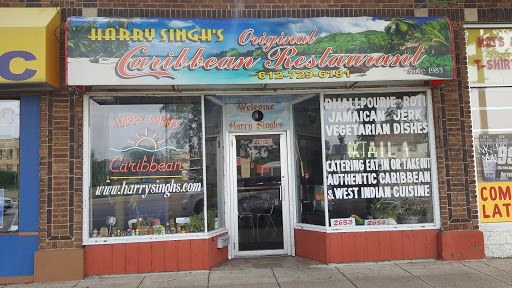 HARRY SINGH'S Original
Caribbean Restaurant
612-729-6181
Since 1983
C
T-SHIR
Welcome
Harry Singh's
HARRY SINGH'S
Caribbean
www.harrysinghs.com
DHALLPOURIE ROTI
JAMAICAN JERK
VEGETARIAN DISHES
CATERING EAT IN OR TAKE OUT
AUTHENTIC CARIBBEAN
& WEST INDIAN CUISINE
2653
2653
COM
LAT